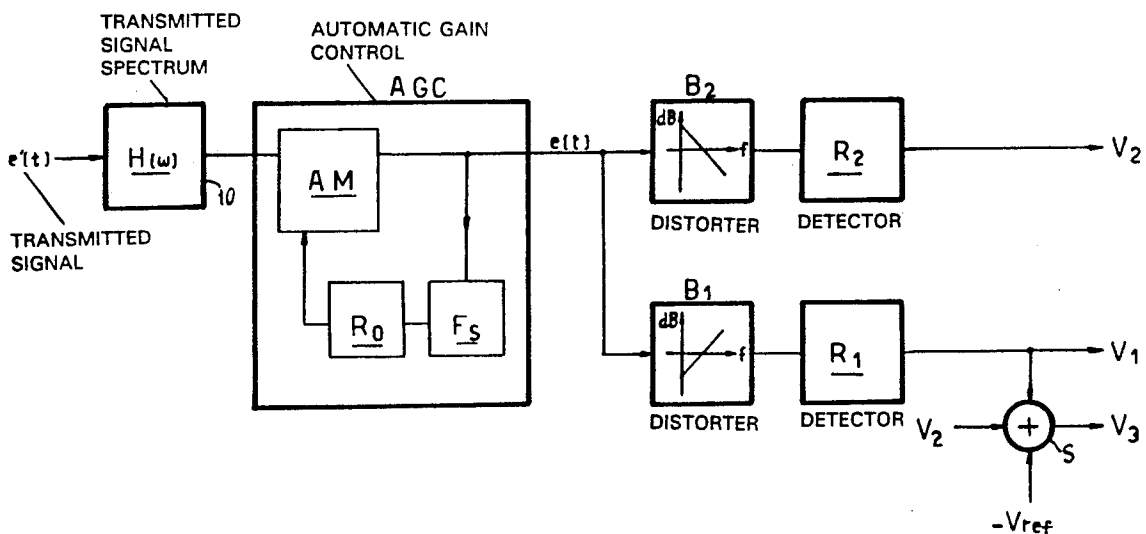 TRANSMITTED
SIGNAL
SPECTRUM
AUTOMATIC GAIN
CONTROL
AGC
e'(t)
H(ω)
10
TRANSMITTED
SIGNAL
AM
R0
FS
e(t)
B2
dB
f
DISTORTER
R2
DETECTOR
V2
B1
dB
f
DISTORTER
R1
DETECTOR
V1
V2
+
S
V3
-Vref